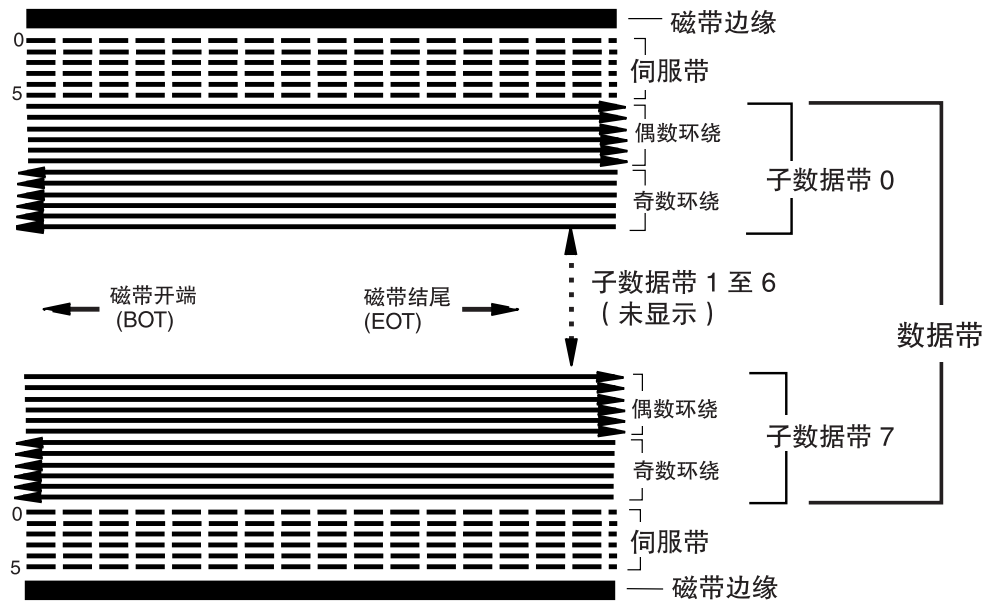 磁带边缘
0
伺服带
5
偶数环绕
子数据带 0
奇数环绕
磁带开端
(BOT)
磁带结尾
(EOT)
子数据带 1 至 6
（未显示）
数据带
偶数环绕
子数据带 7
奇数环绕
0
伺服带
5
磁带边缘